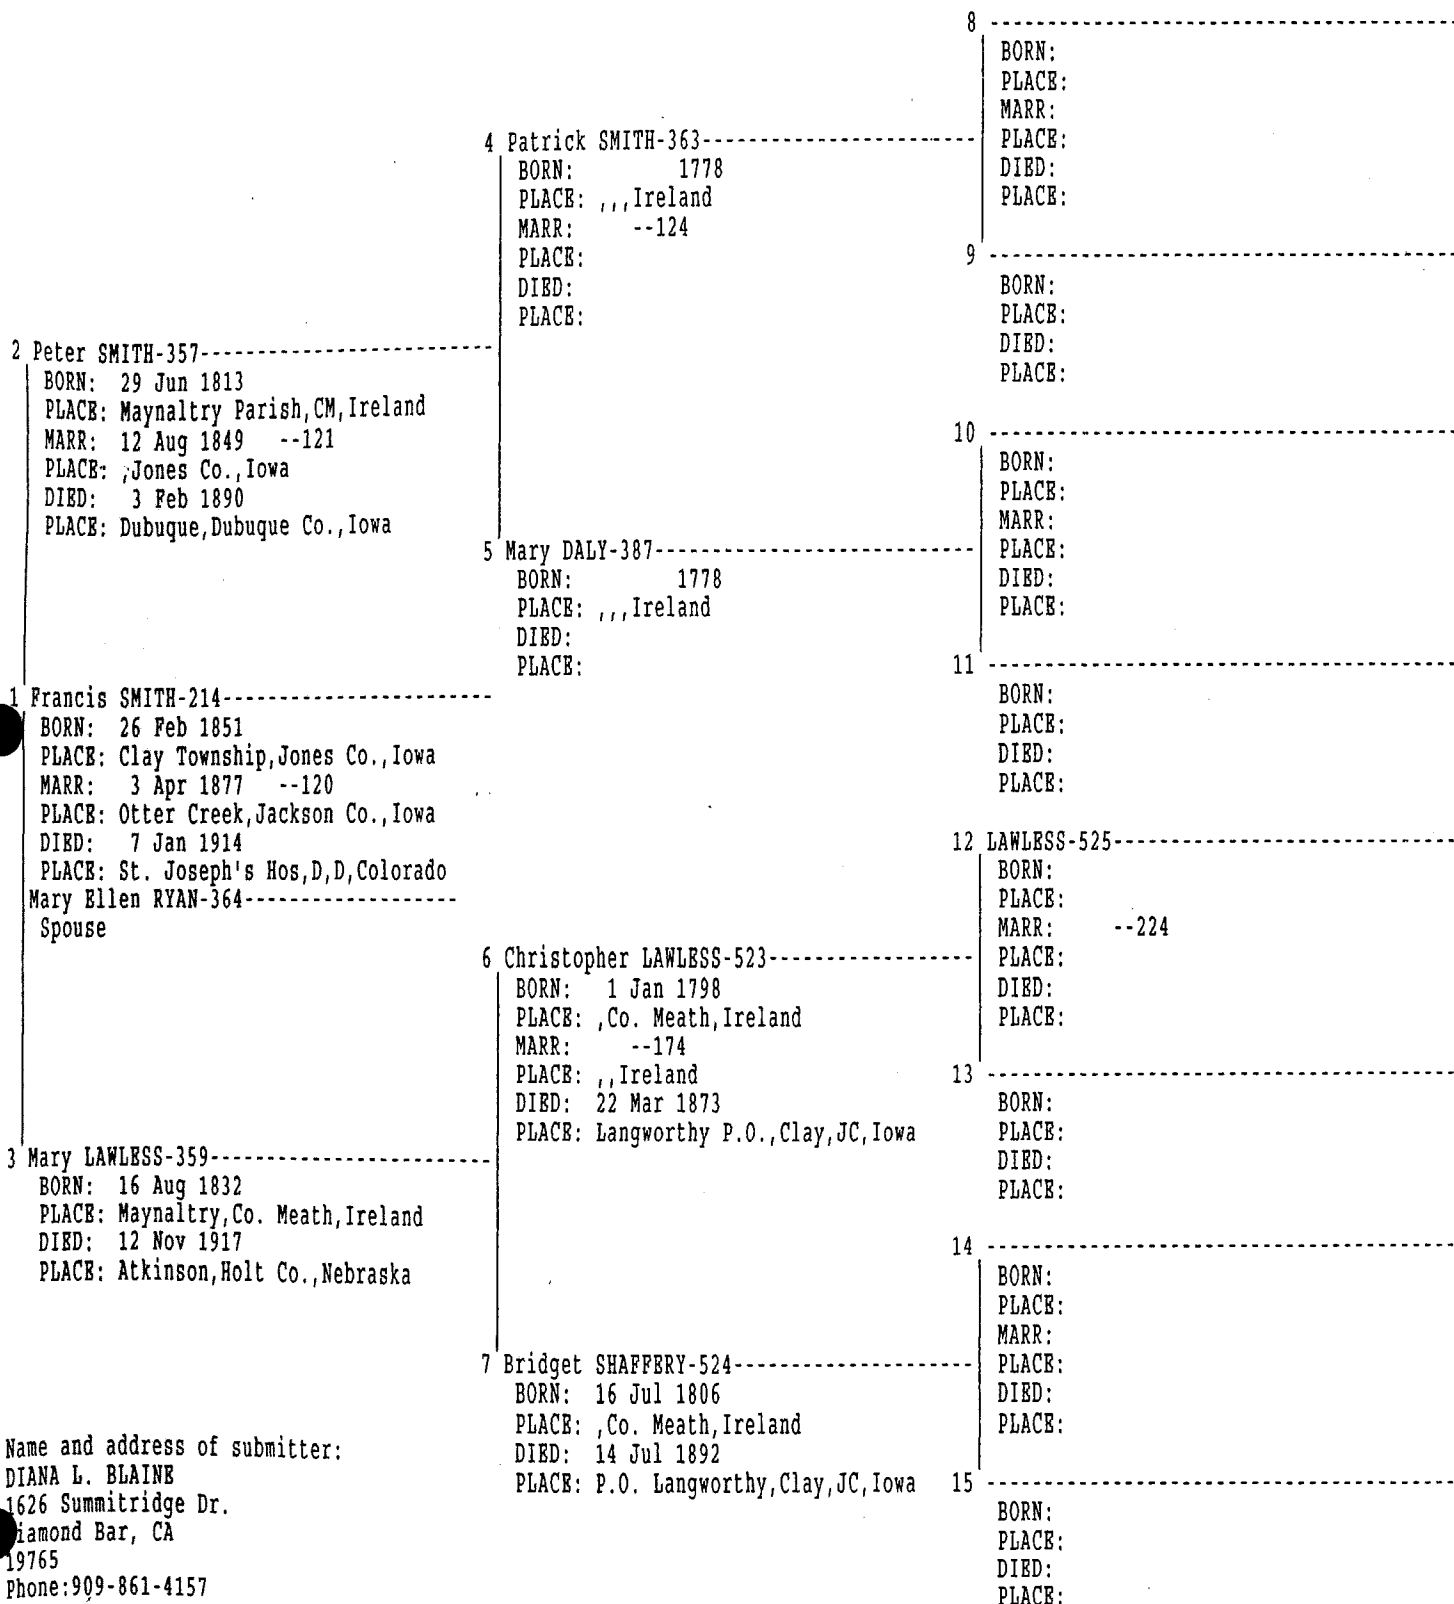 8 ----------------------------------------
BORN:
PLACE:
MARR:
PLACE:
DIED:
PLACE:
4 Patrick SMITH-363------------------------
BORN: 1778
PLACE: ,,,Ireland
MARR: --124
PLACE:
DIED:
PLACE:
9 ----------------------------------------
BORN:
PLACE:
DIED:
PLACE:
2 Peter SMITH-357-------------------------
BORN: 29 Jun 1813
PLACE: Maynaltry Parish,CM,Ireland
MARR: 12 Aug 1849 --121
PLACE: ,Jones Co.,Iowa
DIED: 3 Feb 1890
PLACE: Dubuque,Dubuque Co.,Iowa
10 ----------------------------------------
BORN:
PLACE:
MARR:
PLACE:
DIED:
PLACE:
5 Mary DALY-387----------------------------
BORN: 1778
PLACE: ,,,Ireland
DIED:
PLACE:
11 ----------------------------------------
BORN:
PLACE:
DIED:
PLACE:
1 Francis SMITH-214------------------------
BORN: 26 Feb 1851
PLACE: Clay Township,Jones Co.,Iowa
MARR: 3 Apr 1877 --120
PLACE: Otter Creek,Jackson Co.,Iowa
DIED: 7 Jan 1914
PLACE: St. Joseph's Hos,D,D,Colorado
Mary Ellen RYAN-364-------------------
Spouse
12 LAWLESS-525------------------------------
BORN:
PLACE:
MARR: --224
PLACE:
DIED:
PLACE:
6 Christopher LAWLESS-523------------------
BORN: 1 Jan 1798
PLACE: ,Co. Meath,Ireland
MARR: --174
PLACE: ,,Ireland
DIED: 22 Mar 1873
PLACE: Langworthy P.O.,Clay,JC,Iowa
13 ----------------------------------------
BORN:
PLACE:
DIED:
PLACE:
3 Mary LAWLESS-359-------------------------
BORN: 16 Aug 1832
PLACE: Maynaltry,Co. Meath,Ireland
DIED: 12 Nov 1917
PLACE: Atkinson,Holt Co.,Nebraska
14 ----------------------------------------
BORN:
PLACE:
MARR:
PLACE:
DIED:
PLACE:
7 Bridget SHAFFERY-524---------------------
BORN: 16 Jul 1806
PLACE: ,Co. Meath,Ireland
DIED: 14 Jul 1892
PLACE: P.O. Langworthy,Clay,JC,Iowa
15 ----------------------------------------
BORN:
PLACE:
DIED:
PLACE:
Name and address of submitter:
DIANA L. BLAINE
1626 Summitridge Dr.
iamond Bar, CA
19765
Phone:909-861-4157